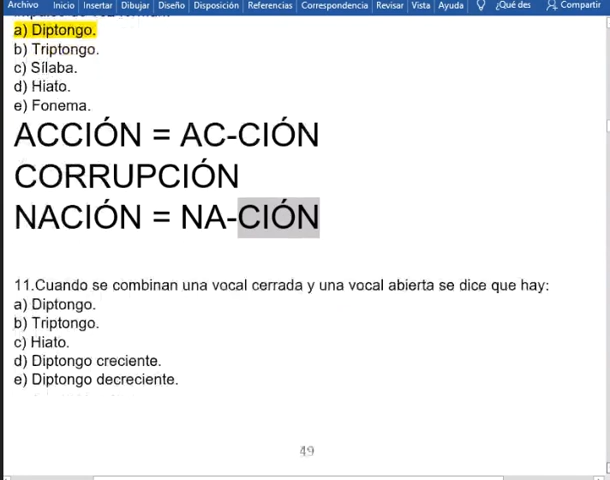 Archivo Inicio Insertar Dibujar Diseño Disposición Referencias Correspondencia Revisar Vista Ayuda ¿Qué des Compartir
a) Diptongo.
b) Triptongo.
c) Sílaba.
d) Hiato.
e) Fonema.
ACCIÓN = AC-CIÓN
CORRUPCIÓN
NACIÓN = NA-CIÓN
11.Cuando se combinan una vocal cerrada y una vocal abierta se dice que hay:
a) Diptongo.
b) Triptongo.
c) Hiato.
d) Diptongo creciente.
e) Diptongo decreciente.
49